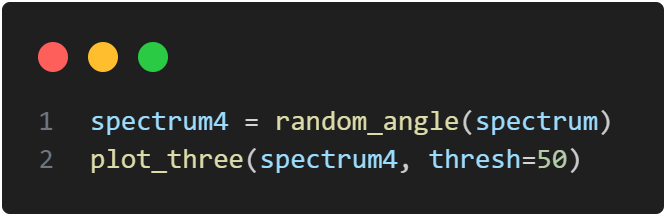 1 spectrum4 = random_angle(spectrum)
2 plot_three(spectrum4, thresh=50)